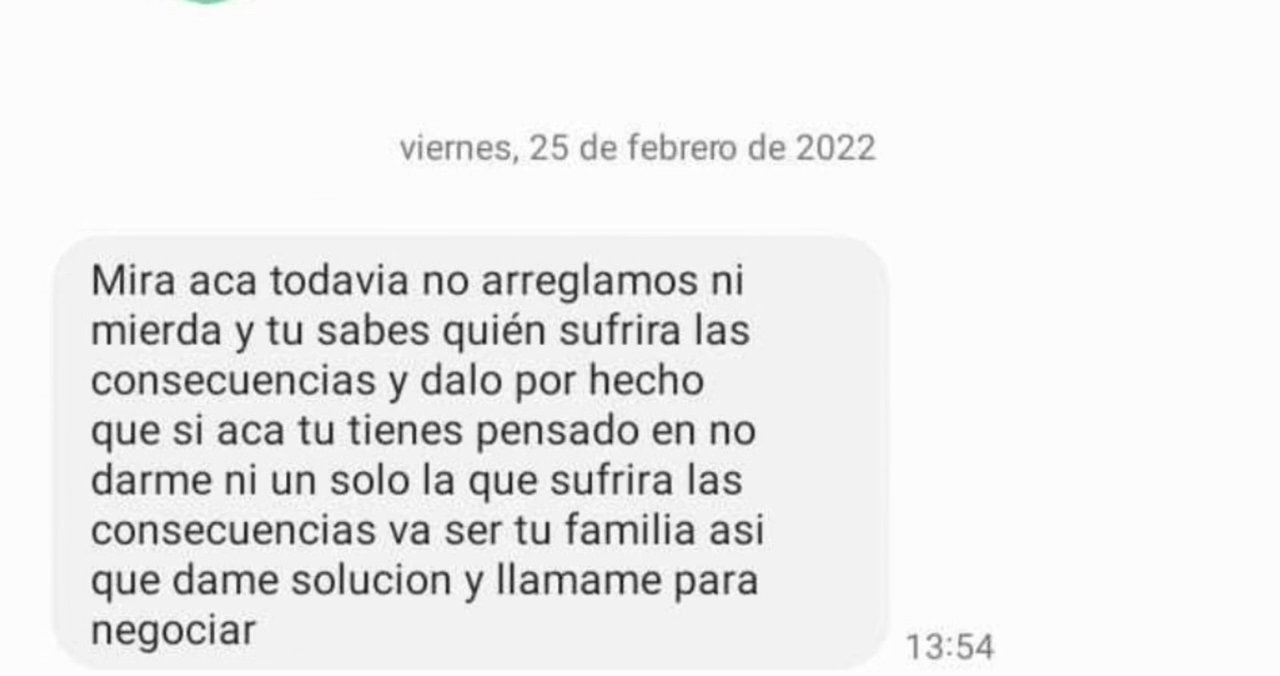 viernes, 25 de febrero de 2022
Mira aca todavia no arreglamos ni
mierda y tu sabes quién sufrira las
consecuencias y dalo por hecho
que si aca tu tienes pensado en no
darme ni un solo la que sufrira las
consecuencias va ser tu familia asi
que dame solucion y llamame para
negociar
13:54